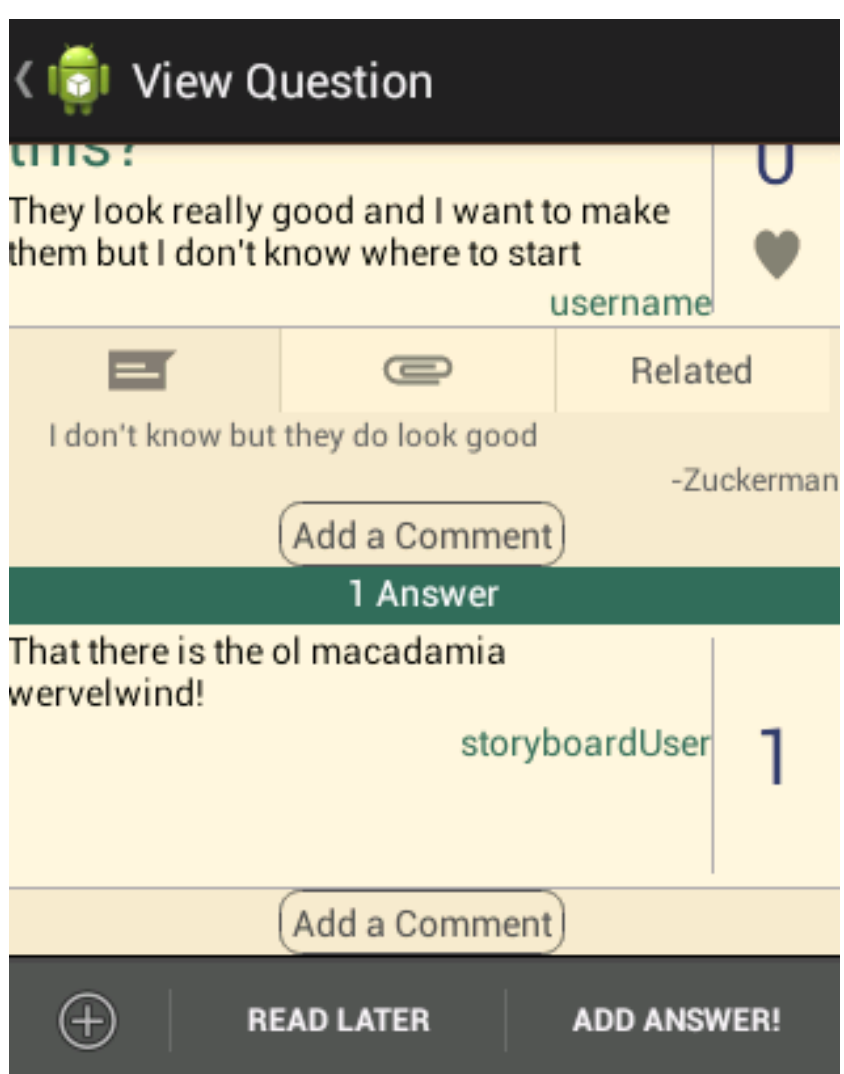 View Question
this?
0
They look really good and I want to make
them but I don't know where to start
username
Related
I don't know but they do look good
-Zuckerman
Add a Comment
1 Answer
That there is the ol macadamia
wervelwind!
storyboardUser
1
Add a Comment
READ LATER
ADD ANSWER!